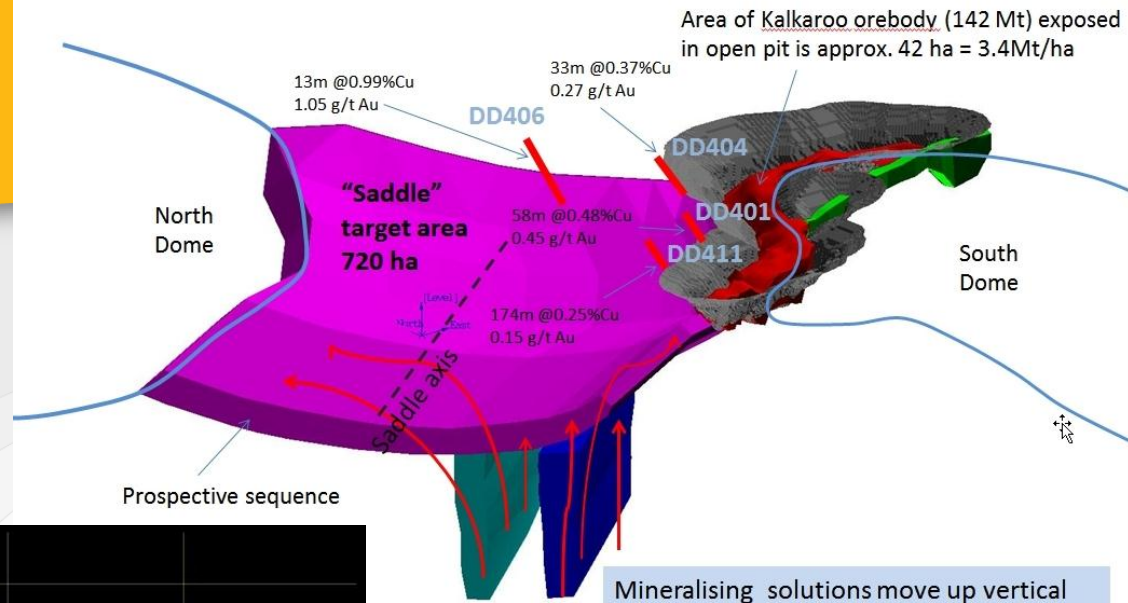 Area of Kalkaroo orebody (142 Mt) exposed
in open pit is approx. 42 ha = 3.4Mt/ha
33m @0.37%Cu
0.27 g/t Au
13m @0.99%Cu
1.05 g/t Au
DD406
DD404
"Saddle"
target area
720 ha
North
Dome
58m @0.48%Cu
0.45 g/t Au
DD401
DD411
South
Dome
[Level]
North
East
174m @0.25%Cu
0.15 g/t Au
Saddle axis
Prospective sequence
Mineralising solutions move up vertical